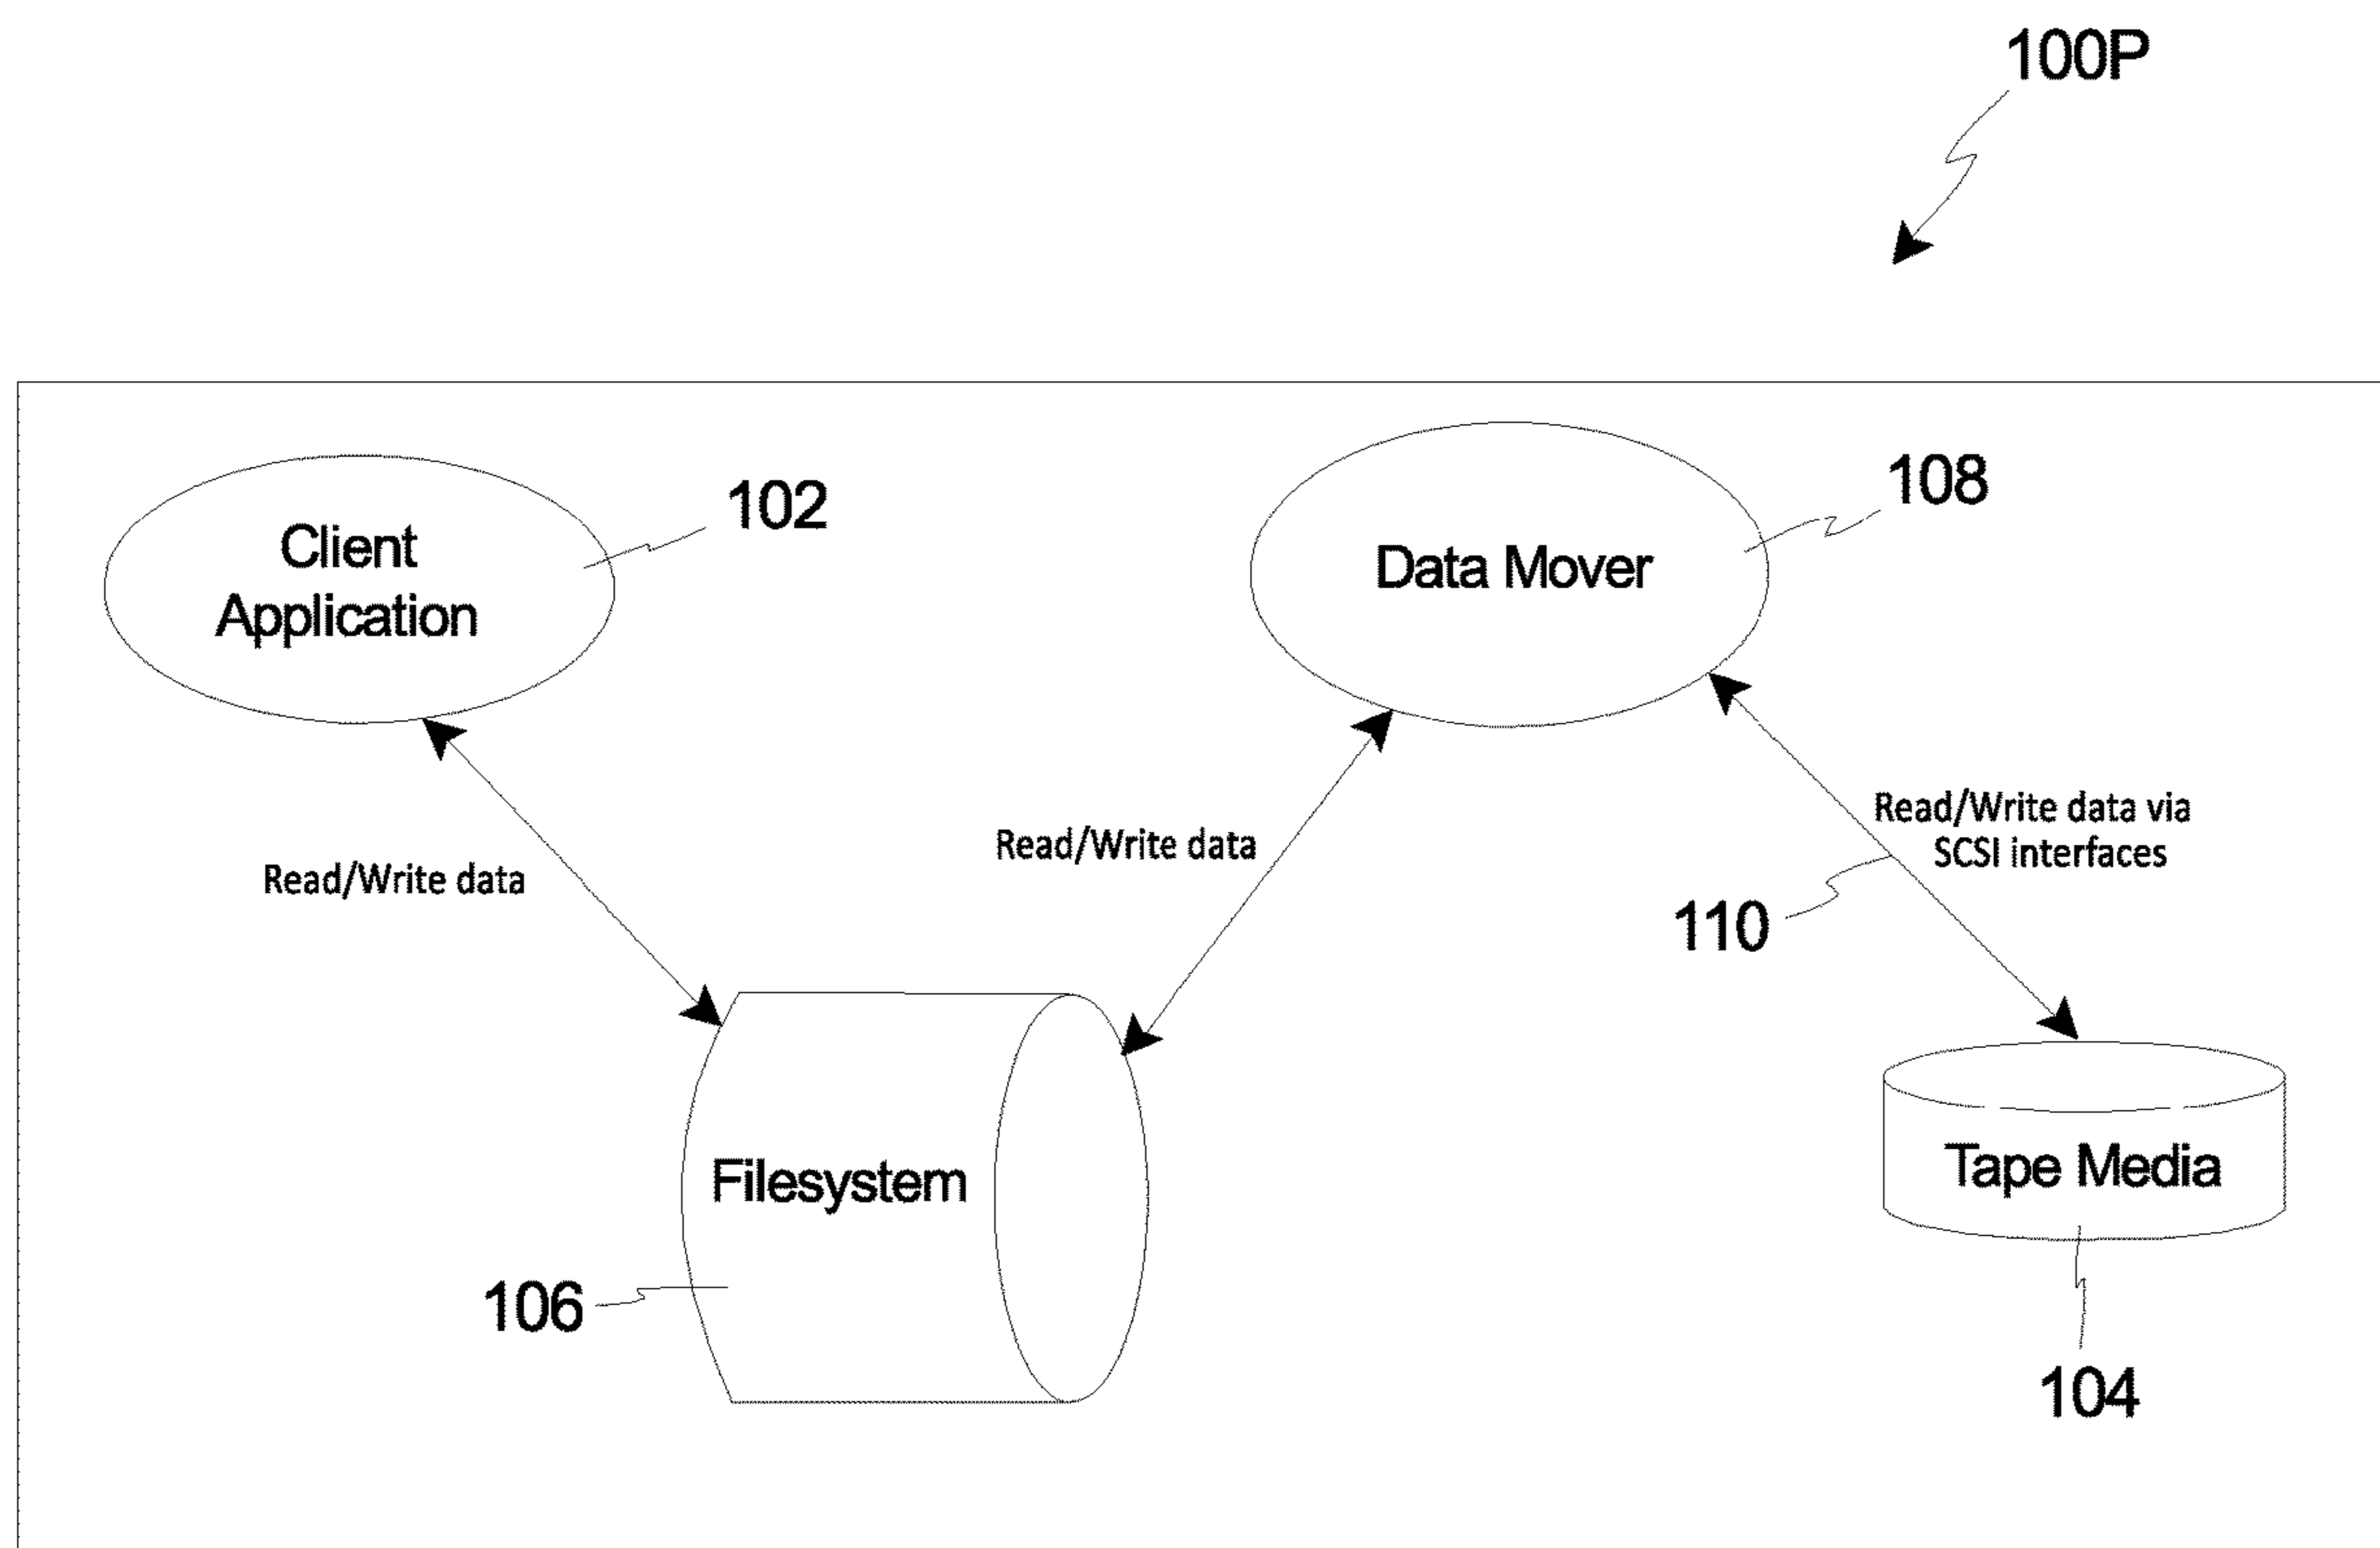 100P
102
108
Client
Application
Data Mover
Read/Write data via
SCSI interfaces
Read/Write data
Read/Write data
110
Filesystem
Tape Media
106
104